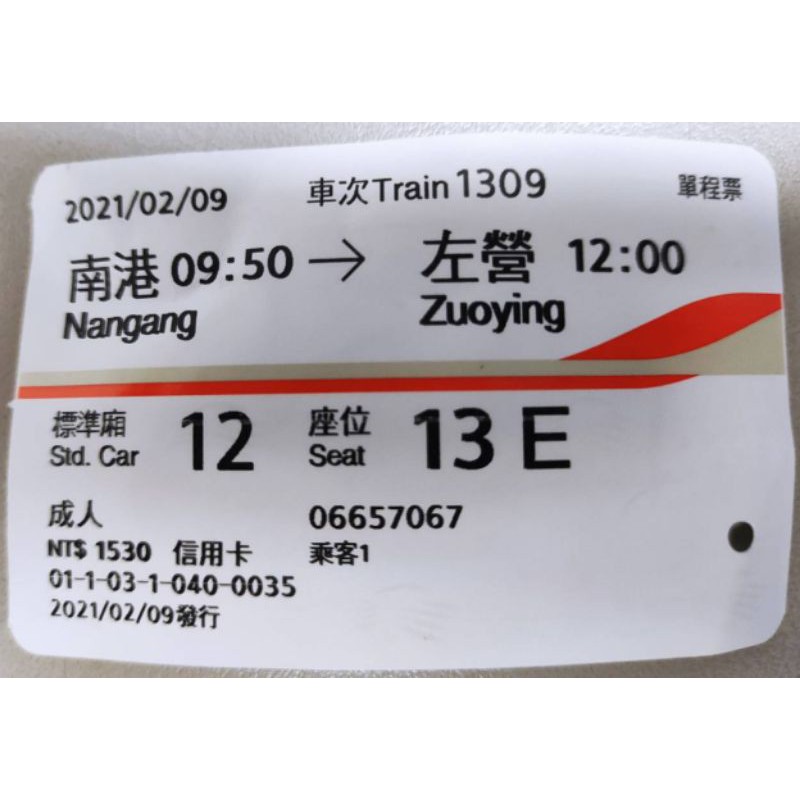 2021/02/09 車次Train 1309 單程票
南港 09:50 → 左營 12:00
Nangang Zuoying
標準廂 12 座位 13 E
Std. Car Seat
成人 06657067
NT$ 1530 信用卡 乘客1
01-1-03-1-040-0035
2021/02/09發行